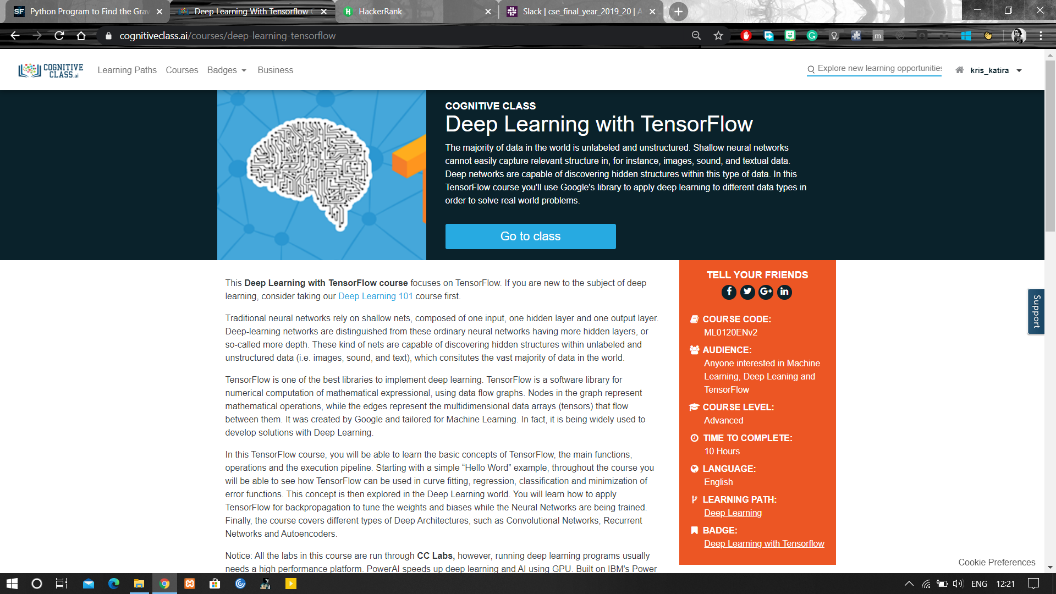 Python Program to Find the Grav
Deep Learning With Tensorflow
HackerRank
Slack | cse_final_year_2019_20 | A
cognitiveclass.ai/courses/deep-learning-tensorflow
COGNITIVE CLASS.ai
Learning Paths
Courses
Badges
Business
Explore new learning opportunities
kris_katira
COGNITIVE CLASS
Deep Learning with TensorFlow
The majority of data in the world is unlabeled and unstructured. Shallow neural networks
cannot easily capture relevant structure in, for instance, images, sound, and textual data.
Deep networks are capable of discovering hidden structures within this type of data. In this
TensorFlow course you'll use Google's library to apply deep learning to different data types in
order to solve real world problems.
Go to class
This Deep Learning with TensorFlow course focuses on TensorFlow. If you are new to the subject of deep
learning, consider taking our Deep Learning 101 course first.
Traditional neural networks rely on shallow nets, composed of one input, one hidden layer and one output layer.
Deep-learning networks are distinguished from these ordinary neural networks having more hidden layers, or
so-called more depth. These kind of nets are capable of discovering hidden structures within unlabeled and
unstructured data (i.e. images, sound, and text), which consitutes the vast majority of data in the world.
TensorFlow is one of the best libraries to implement deep learning. TensorFlow is a software library for
numerical computation of mathematical expressional, using data flow graphs. Nodes in the graph represent
mathematical operations, while the edges represent the multidimensional data arrays (tensors) that flow
between them. It was created by Google and tailored for Machine Learning. In fact, it is being widely used to
develop solutions with Deep Learning.
In this TensorFlow course, you will be able to learn the basic concepts of TensorFlow, the main functions,
operations and the execution pipeline. Starting with a simple “Hello Word” example, throughout the course you
will be able to see how TensorFlow can be used in curve fitting, regression, classification and minimization of
error functions. This concept is then explored in the Deep Learning world. You will learn how to apply
TensorFlow for backpropagation to tune the weights and biases while the Neural Networks are being trained.
Finally, the course covers different types of Deep Architectures, such as Convolutional Networks, Recurrent
Networks and Autoencoders.
Notice: All the labs in this course are run through CC Labs, however, running deep learning programs usually
needs a high performance platform. PowerAI speeds up deep learning and AI using GPU. Built on IBM's Power
TELL YOUR FRIENDS
COURSE CODE:
ML0120ENv2
AUDIENCE:
Anyone interested in Machine
Learning, Deep Leaning and
TensorFlow
COURSE LEVEL:
Advanced
TIME TO COMPLETE:
10 Hours
LANGUAGE:
English
LEARNING PATH:
Deep Learning
BADGE:
Deep Learning with Tensorflow
Support
Cookie Preferences
ENG
12:21